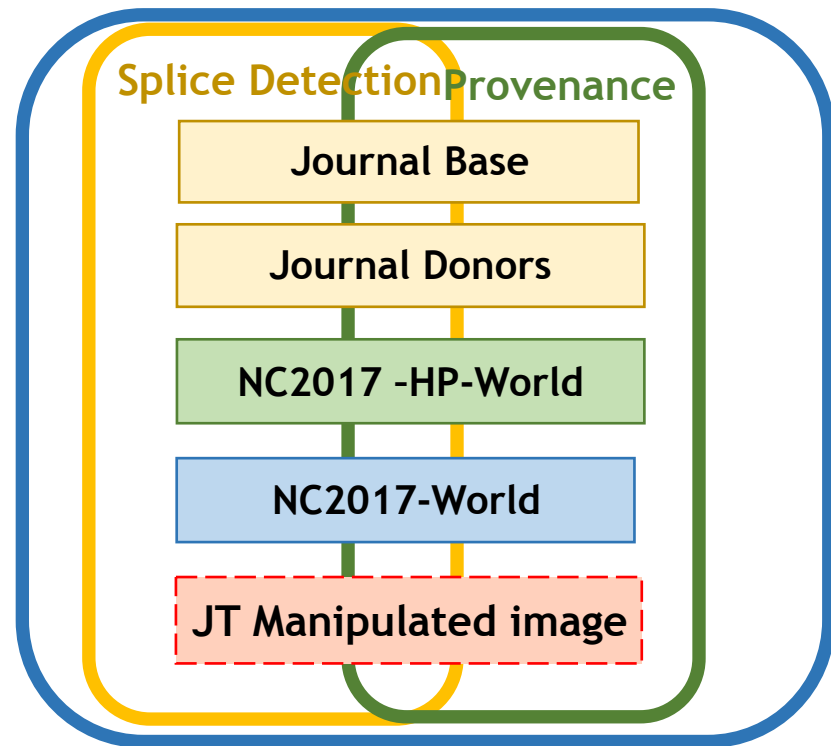 Splice Detection
Provenance
Journal Base
Journal Donors
NC2017 –HP-World
NC2017-World
JT Manipulated image